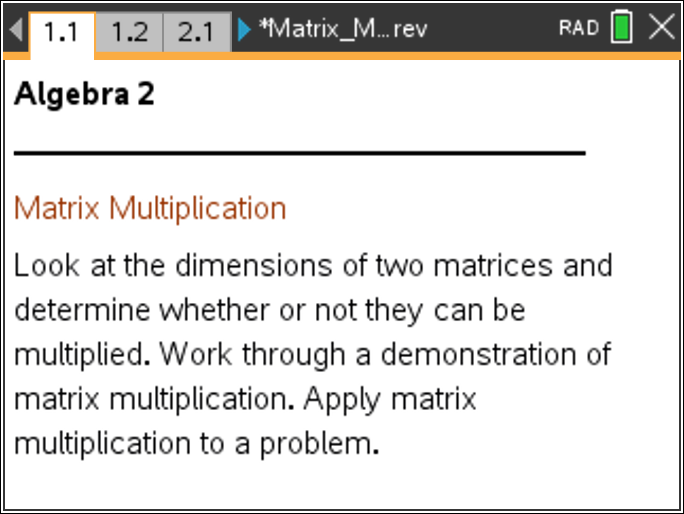 1.1 1.2 2.1 *Matrix_M...rev RAD
Algebra 2
Matrix Multiplication
Look at the dimensions of two matrices and
determine whether or not they can be
multiplied. Work through a demonstration of
matrix multiplication. Apply matrix
multiplication to a problem.